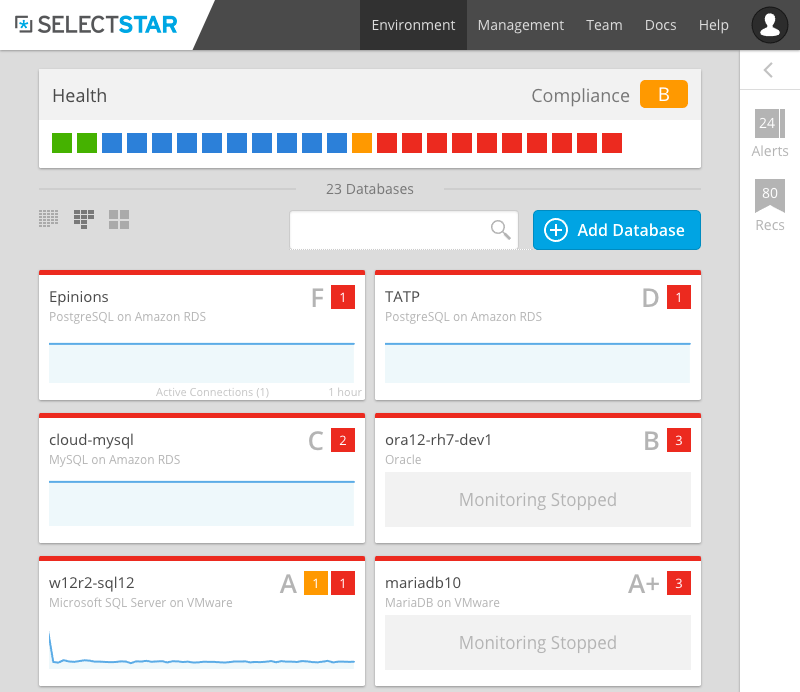 SELECTSTAR
Environment Management Team Docs Help
Health
Compliance B
24
Alerts
80
Recs
23 Databases
Add Database
Epinions F 1
PostgreSQL on Amazon RDS
Active Connections (1) 1 hour
TATP D 1
PostgreSQL on Amazon RDS
cloud-mysql C 2
MySQL on Amazon RDS
ora12-rh7-dev1 B 3
Oracle
Monitoring Stopped
w12r2-sql12 A 1 1
Microsoft SQL Server on VMware
mariadb10 A+ 3
MariaDB on VMware
Monitoring Stopped